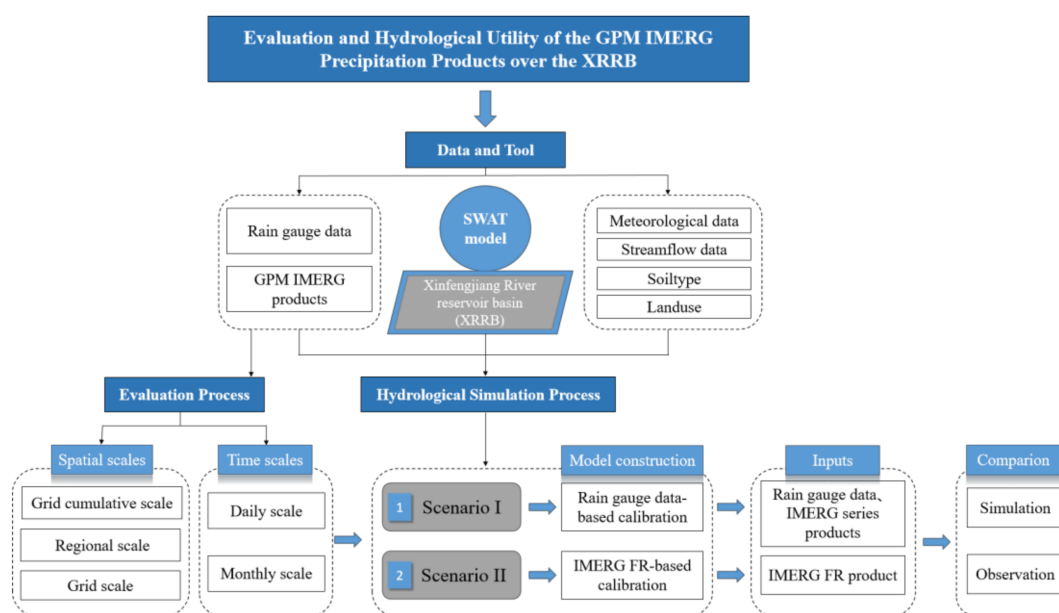 Evaluation and Hydrological Utility of the GPM IMERG
Precipitation Products over the XRRB
Data and Tool
Rain gauge data
GPM IMERG
products
SWAT
model
Xinfengjiang River
reservoir basin
(XRRB)
Meteorological data
Streamflow data
Soiltype
Landuse
Evaluation Process
Hydrological Simulation Process
Spatial scales
Grid cumulative scale
Regional scale
Grid scale
Time scales
Daily scale
Monthly scale
1
Scenario I
2
Scenario II
Model construction
Rain gauge data-
based calibration
IMERG FR-based
calibration
Inputs
Rain gauge data、
IMERG series
products
IMERG FR product
Comparion
Simulation
Observation